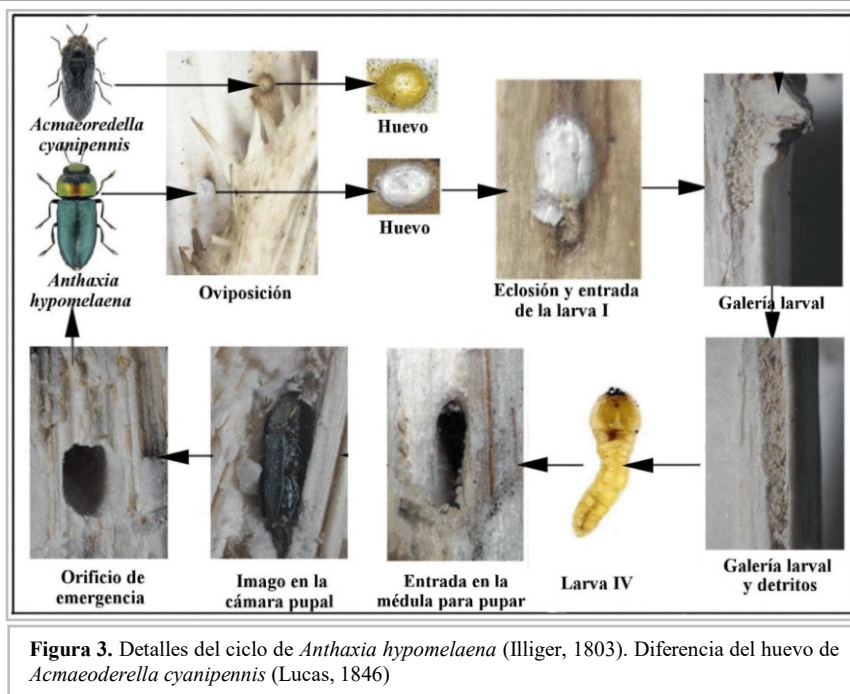 Acmaeoredella
cyanipennis
Huevo
Anthaxia
hypomelaena
Oviposición
Huevo
Eclosión y entrada
de la larva I
Galería larval
Orificio de
emergencia
Imago en la
cámara pupal
Entrada en la
médula para pupar
Larva IV
Galería larval
y detritos
Figura 3. Detalles del ciclo de Anthaxia hypomelaena (Illiger, 1803). Diferencia del huevo de
Acmaeoderella cyanipennis (Lucas, 1846)